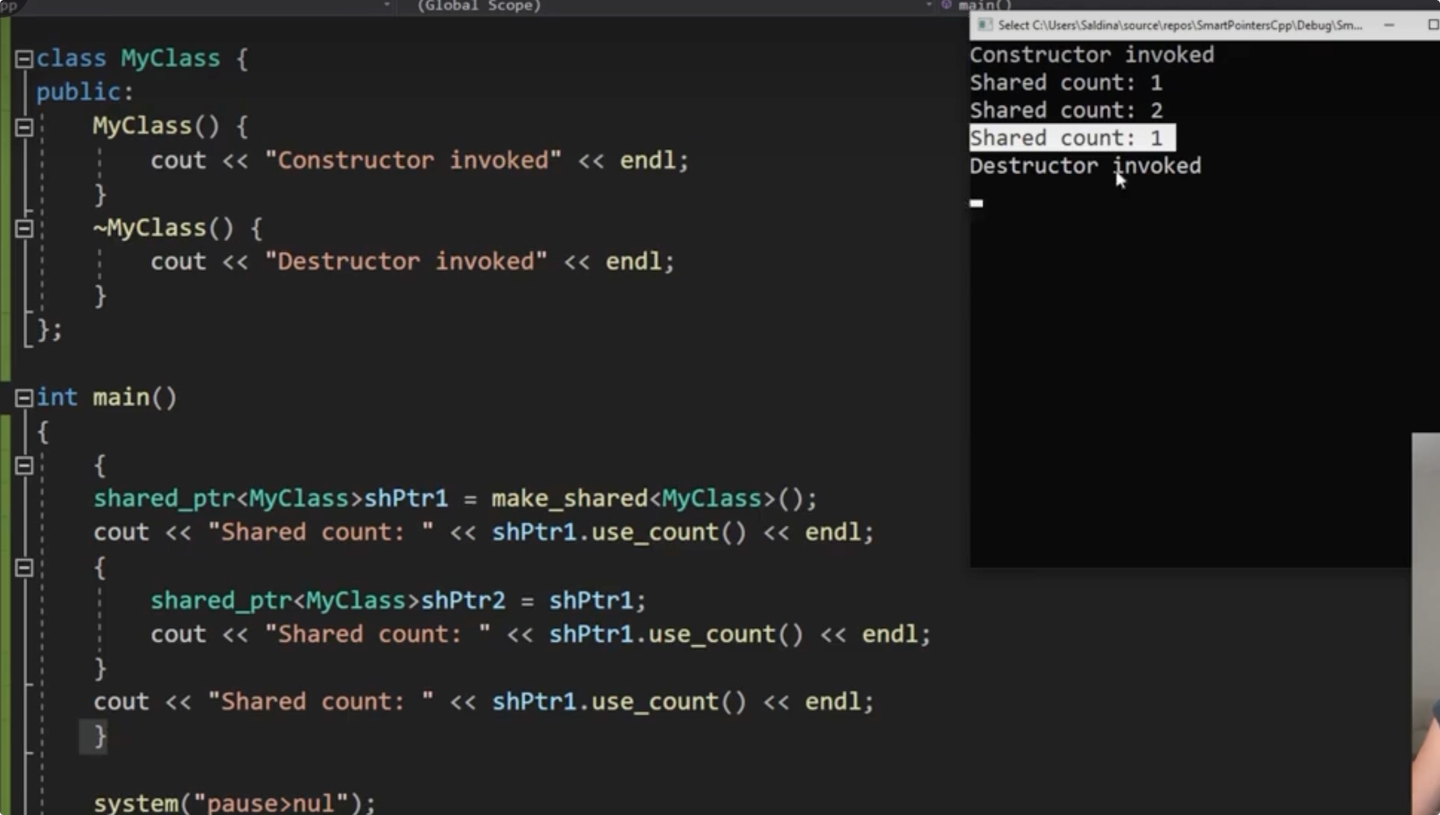 pp
(Global Scope)
main()
class MyClass {
public:
MyClass() {
cout << "Constructor invoked" << endl;
}
~MyClass() {
cout << "Destructor invoked" << endl;
}
};
int main()
{
{
shared_ptr<MyClass>shPtr1 = make_shared<MyClass>();
cout << "Shared count: " << shPtr1.use_count() << endl;
{
shared_ptr<MyClass>shPtr2 = shPtr1;
cout << "Shared count: " << shPtr1.use_count() << endl;
}
cout << "Shared count: " << shPtr1.use_count() << endl;
}
system("pause>nul");
Select C:\Users\Saldina\source\repos\SmartPointersCpp\Debug\Sm...
Constructor invoked
Shared count: 1
Shared count: 2
Shared count: 1
Destructor invoked